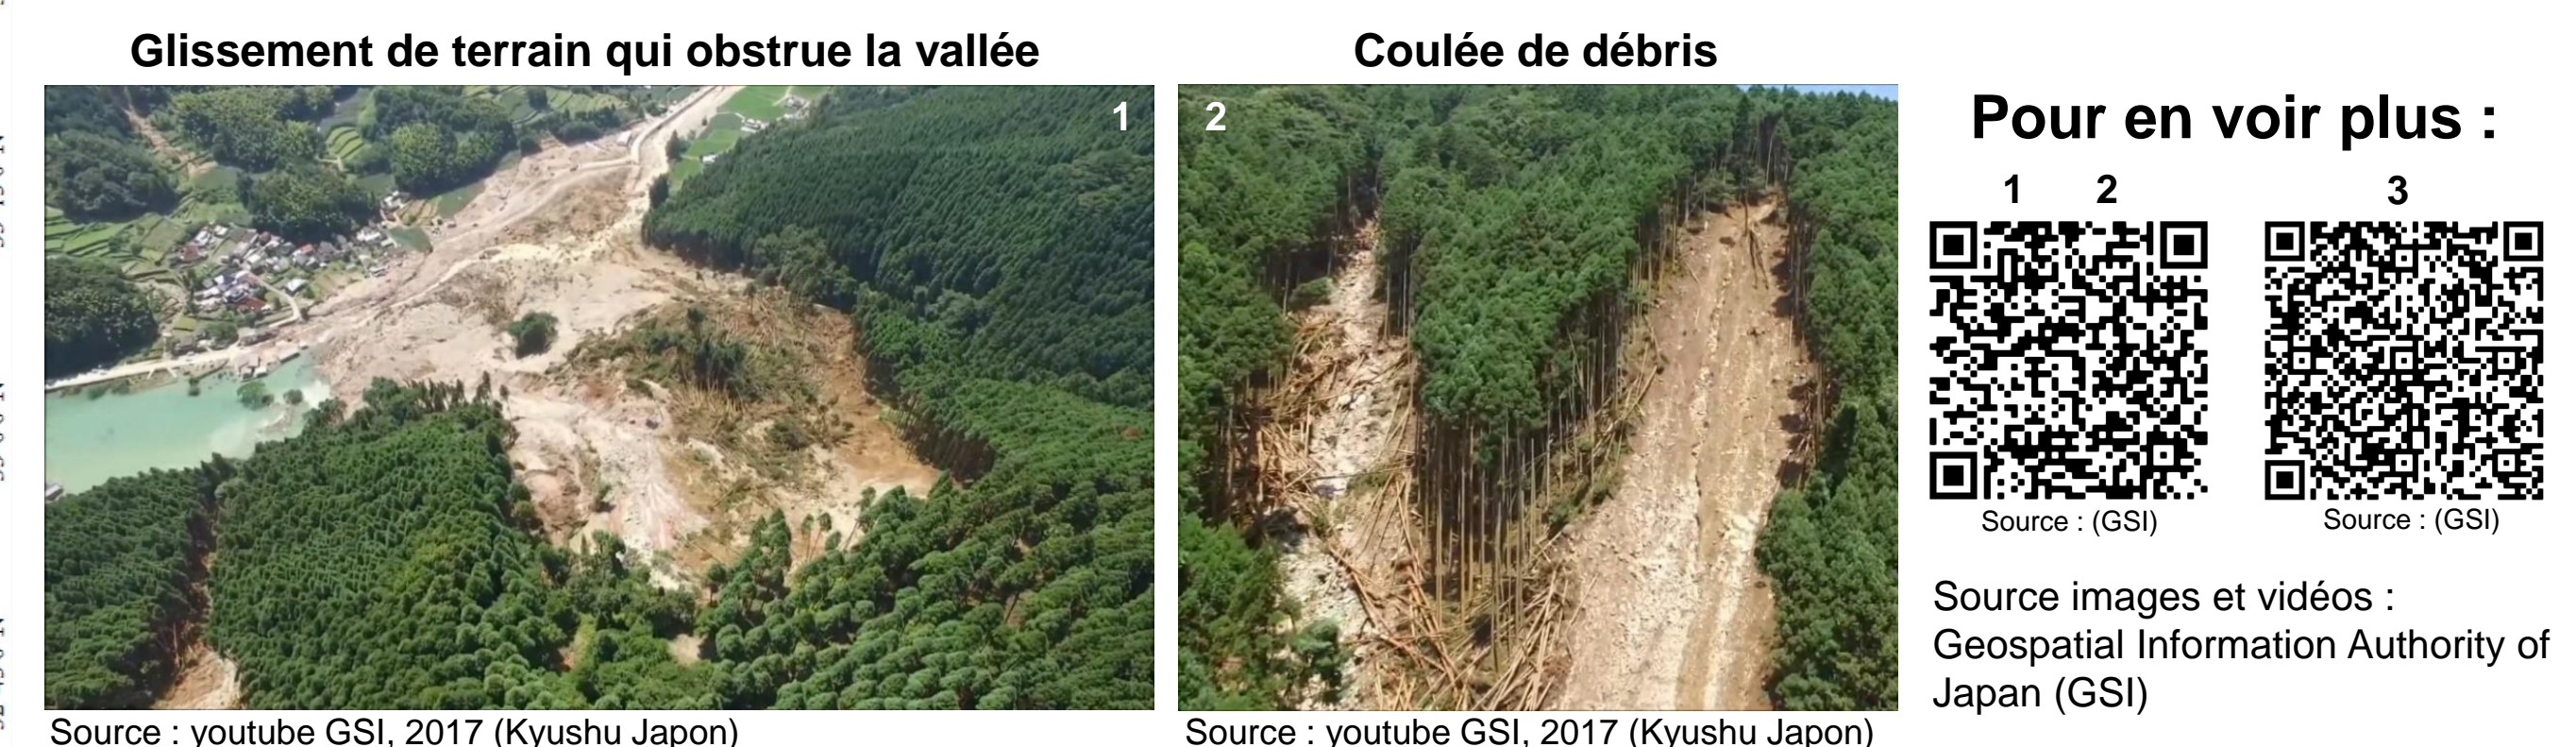 Glissement de terrain qui obstrue la vallée
Coulée de débris
1
2
Pour en voir plus :
1 2 3
Source : (GSI)
Source : (GSI)
Source images et vidéos :
Geospatial Information Authority of
Japan (GSI)
Source : youtube GSI, 2017 (Kyushu Japon)
Source : youtube GSI, 2017 (Kyushu Japon)